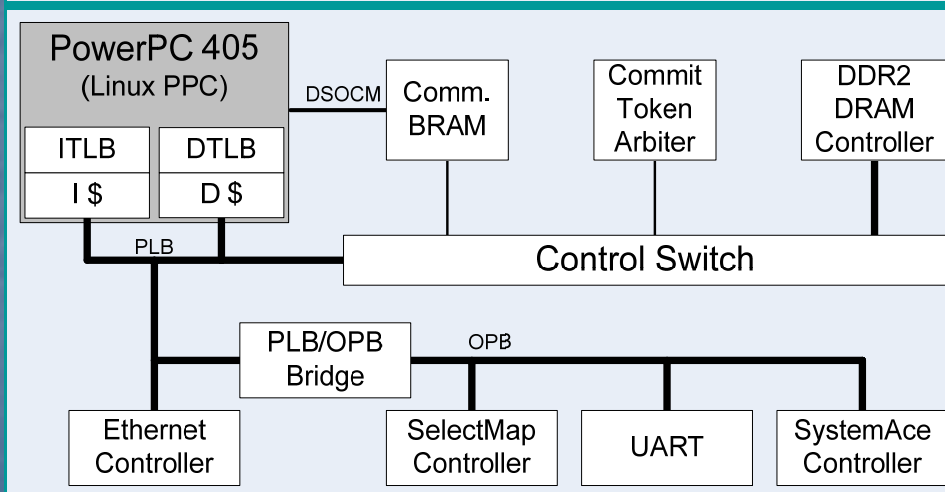 PowerPC 405
(Linux PPC)
ITLB
DTLB
I $
D $
DSOCM
Comm.
BRAM
Commit
Token
Arbiter
DDR2
DRAM
Controller
PLB
Control Switch
PLB/OPB
Bridge
OPB
Ethernet
Controller
SelectMap
Controller
UART
SystemAce
Controller